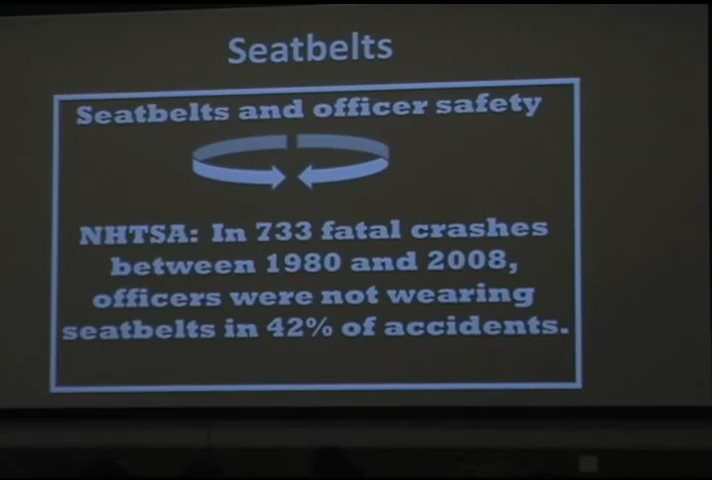 Seatbelts
Seatbelts and officer safety
NHTSA: In 733 fatal crashes
between 1980 and 2008,
officers were not wearing
seatbelts in 42% of accidents.